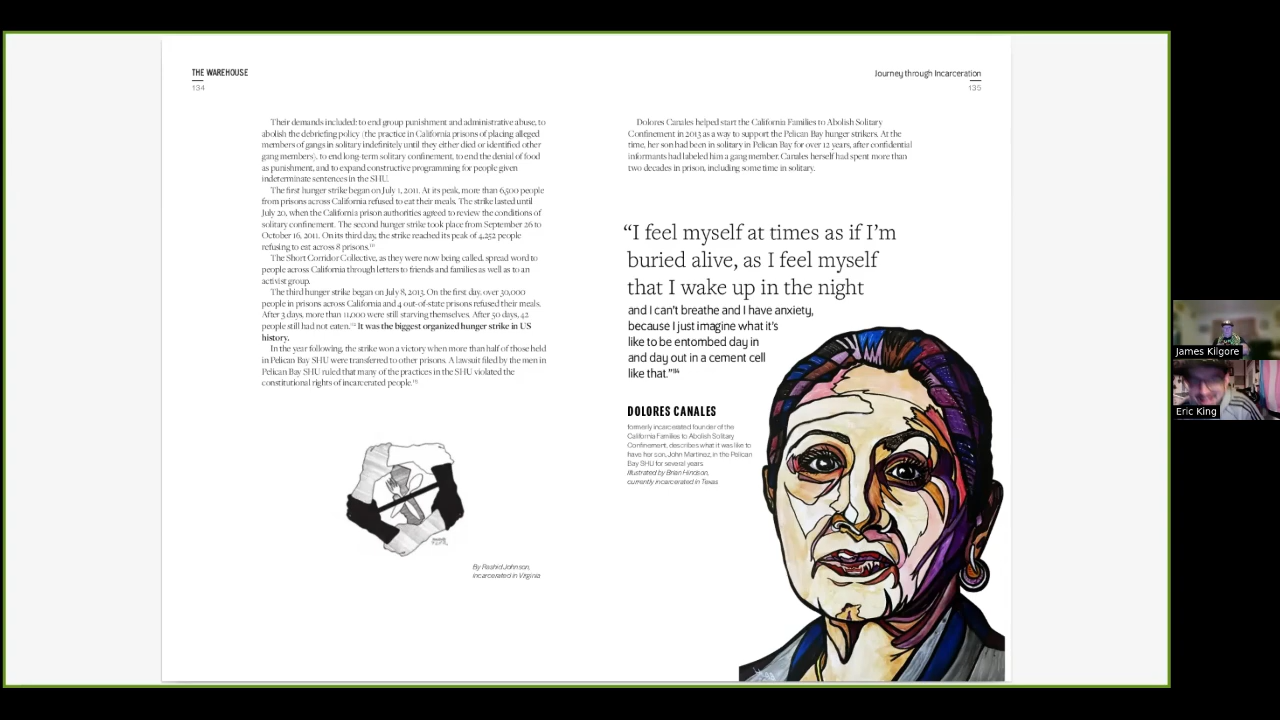 THE WAREHOUSE
134
Their demands included: to end group punishment and administrative abuse, to
abolish the debriefing policy (the practice in California prisons of placing alleged
members of gangs in solitary indefinitely until they either died or identified other
gang members), to end long-term solitary confinement, to end the denial of food
as punishment, and to expand constructive programming for people given
indeterminate sentences in the SHU.
The first hunger strike began on July 1, 2011. At its peak, more than 6,500 people
from prisons across California refused to eat their meals. The strike lasted until
July 20, when the California prison authorities agreed to review the conditions of
solitary confinement. The second hunger strike took place from September 26 to
October 16, 2011. On its third day, the strike reached its peak of 4,252 people
refusing to eat across 8 prisons.
The Short Corridor Collective, as they were now being called, spread word to
people across California through letters to friends and families as well as to an
activist group.
The third hunger strike began on July 8, 2013. On the first day, over 30,000
people in prisons across California and 4 out-of-state prisons refused their meals.
After 3 days, more than 11,000 were still starving themselves. After 50 days, 42
people still had not eaten. It was the biggest organized hunger strike in US
history.
In the year following, the strike won a victory when more than half of those held
in Pelican Bay SHU were transferred to other prisons. A lawsuit filed by the men in
Pelican Bay SHU ruled that many of the practices in the SHU violated the
constitutional rights of incarcerated people.
By Rashid Johnson,
incarcerated in Virginia
Journey through Incarceration
135
Dolores Canales helped start the California Families to Abolish Solitary
Confinement in 2013 as a way to support the Pelican Bay hunger strikers. At the
time, her son had been in solitary in Pelican Bay for over 12 years, after confidential
informants had labeled him a gang member. Canales herself had spent more than
two decades in prison, including some time in solitary.
“I feel myself at times as if I’m
buried alive, as I feel myself
that I wake up in the night
and I can’t breathe and I have anxiety,
because I just imagine what it’s
like to be entombed day in
and day out in a cement cell
like that.”
DOLORES CANALES
formerly incarcerated founder of the
California Families to Abolish Solitary
Confinement, describes what it was like to
have her son, John Martinez, in the Pelican
Bay SHU for several years.
Illustrated by Brian Hindson,
currently incarcerated in Texas
James Kilgore
Eric King